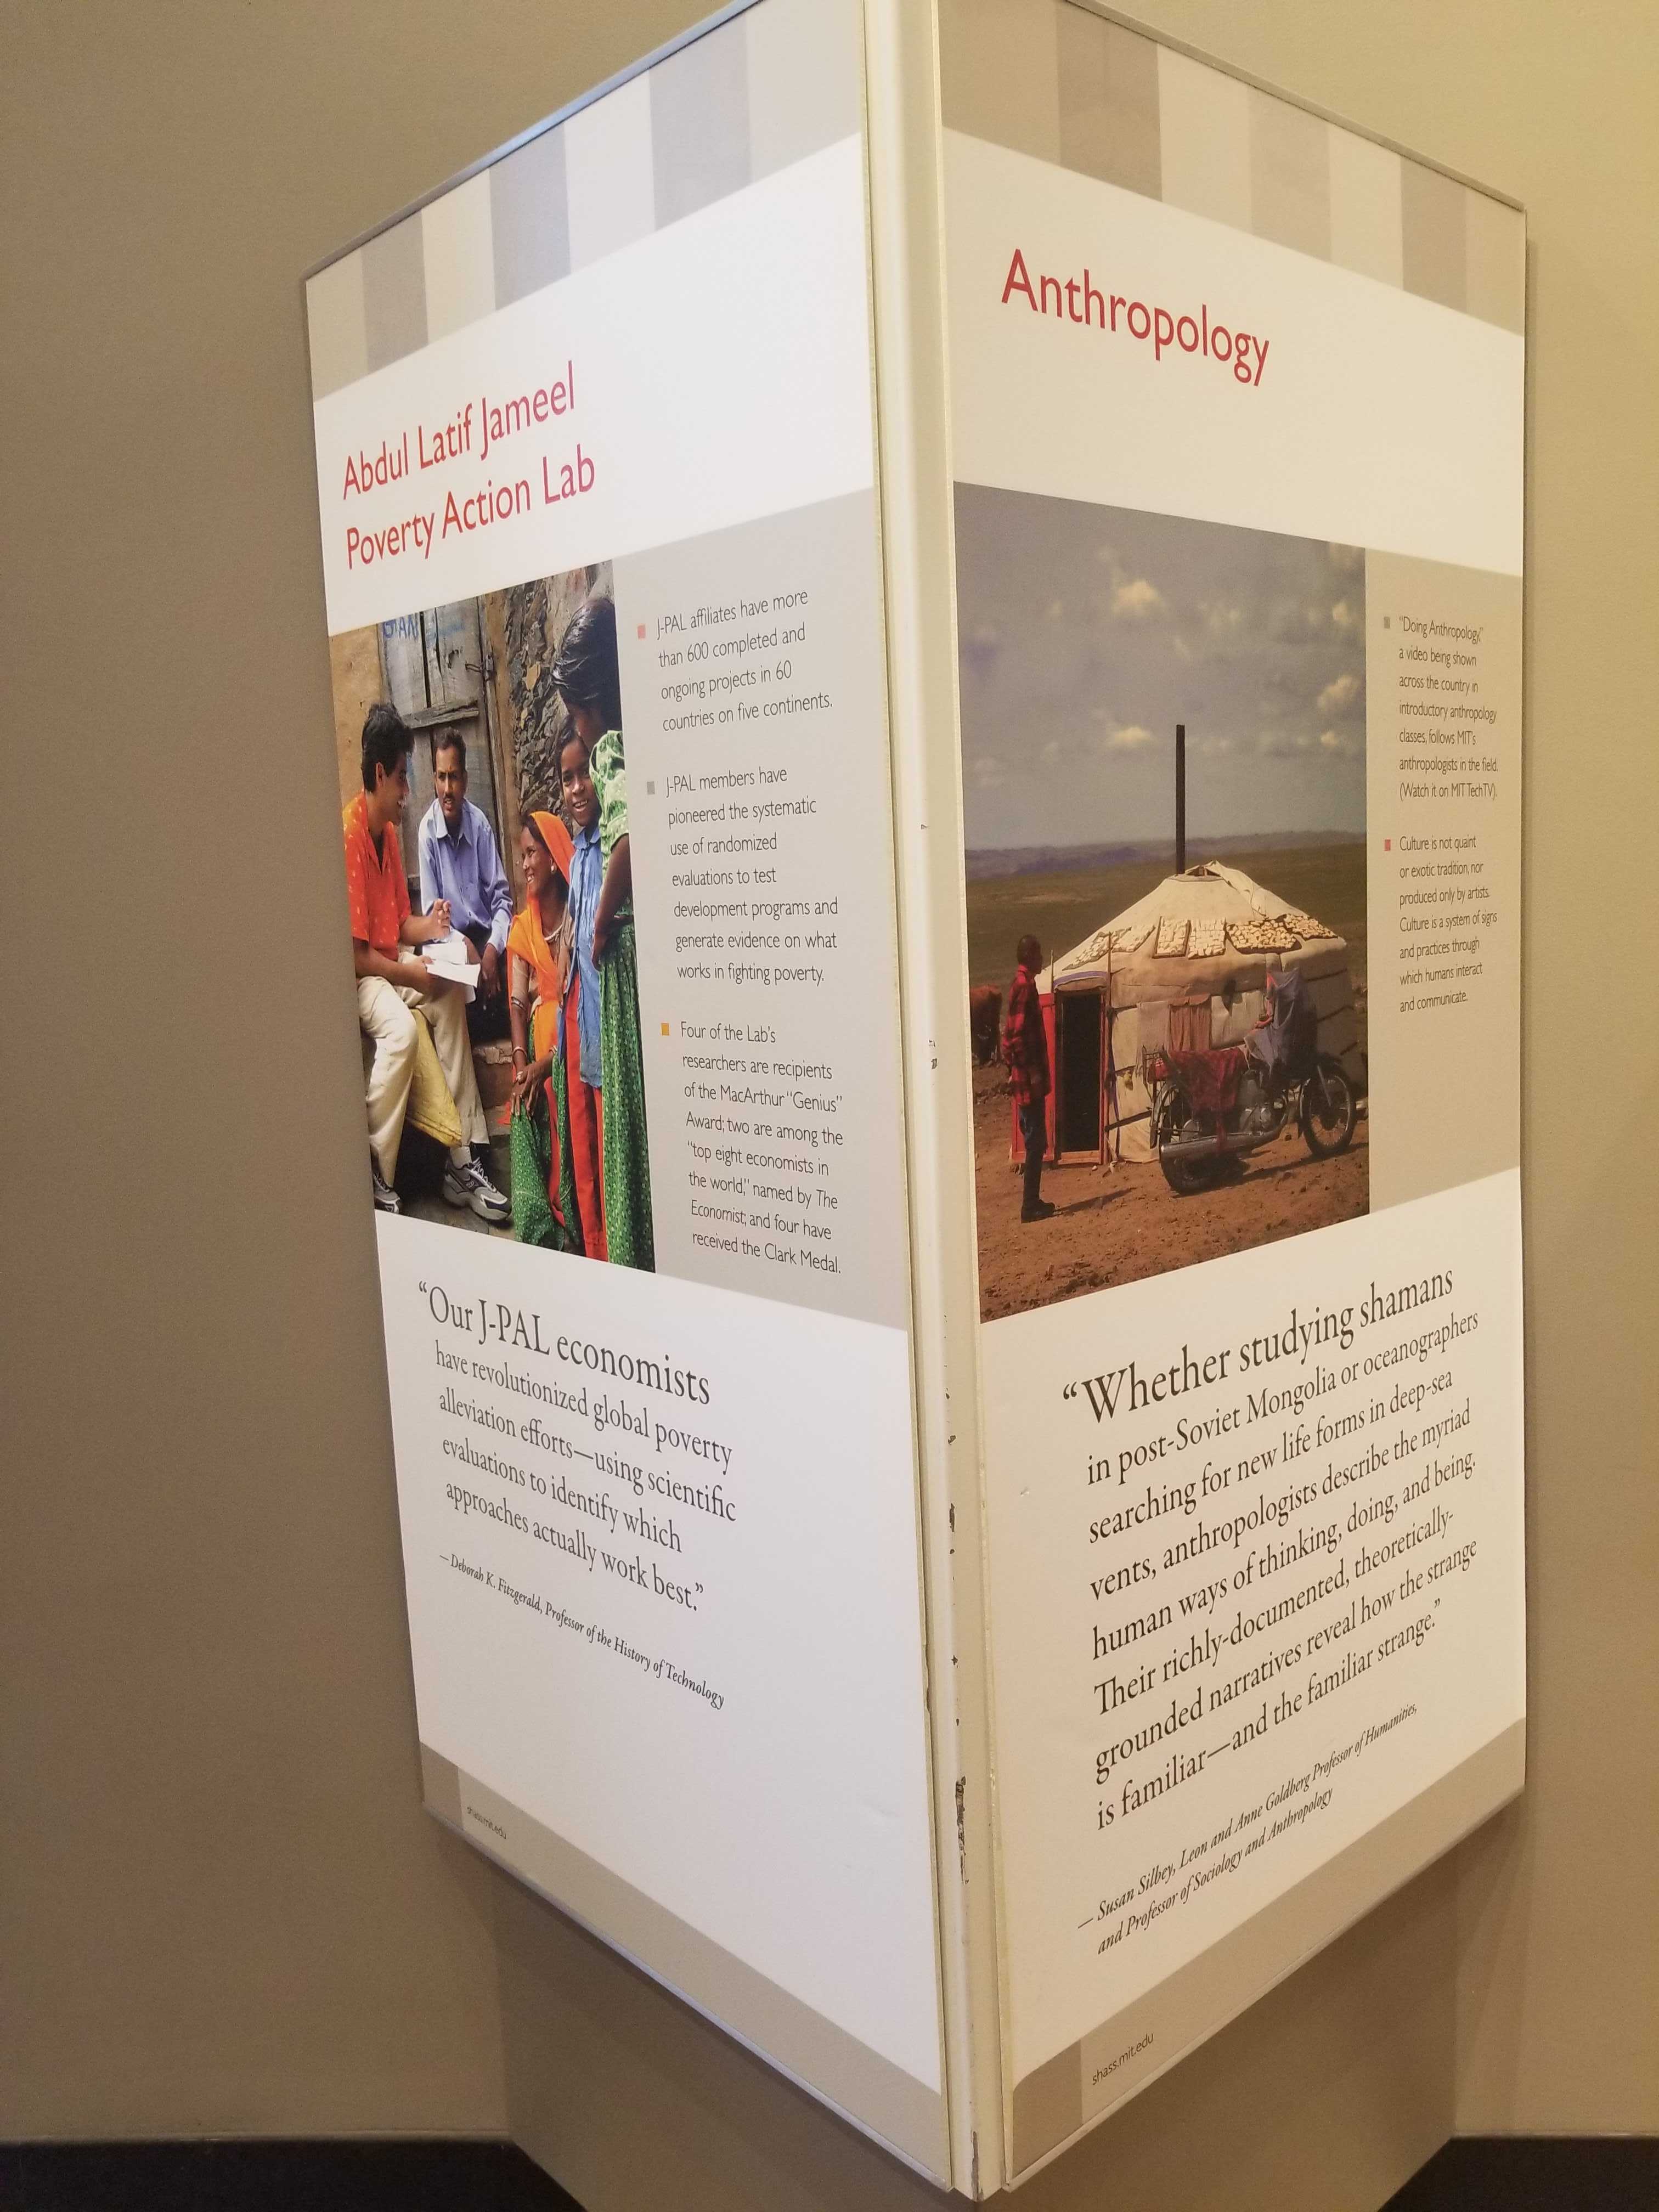 Abdul Latif Jameel
Poverty Action Lab
J-PAL affiliates have more
than 600 completed and
ongoing projects in 60
countries on five continents.
J-PAL members have
pioneered the systematic
use of randomized
evaluations to test
development programs and
generate evidence on what
works in fighting poverty.
Four of the Lab's
researchers are recipients
of the MacArthur "Genius"
Award; two are among the
"top eight economists in
the world," named by The
Economist; and four have
received the Clark Medal.
"Our J-PAL economists
have revolutionized global poverty
alleviation efforts—using scientific
evaluations to identify which
approaches actually work best."
— Deborah K. Fitzgerald, Professor of the History of Technology
shass.mit.edu
Anthropology
"Doing Anthropology,"
a video being shown
across the country in
introductory anthropology
classes, follows MIT's
anthropologists in the field.
(Watch it on MIT TechTV).
Culture is not quaint
or exotic tradition, nor
produced only by artists.
Culture is a system of signs
and practices through
which humans interact
and communicate.
"Whether studying shamans
in post-Soviet Mongolia or oceanographers
searching for new life forms in deep-sea
vents, anthropologists describe the myriad
human ways of thinking, doing, and being.
Their richly-documented, theoretically-
grounded narratives reveal how the strange
is familiar—and the familiar strange."
— Susan Silbey, Leon and Anne Goldberg Professor of Humanities,
and Professor of Sociology and Anthropology
shass.mit.edu